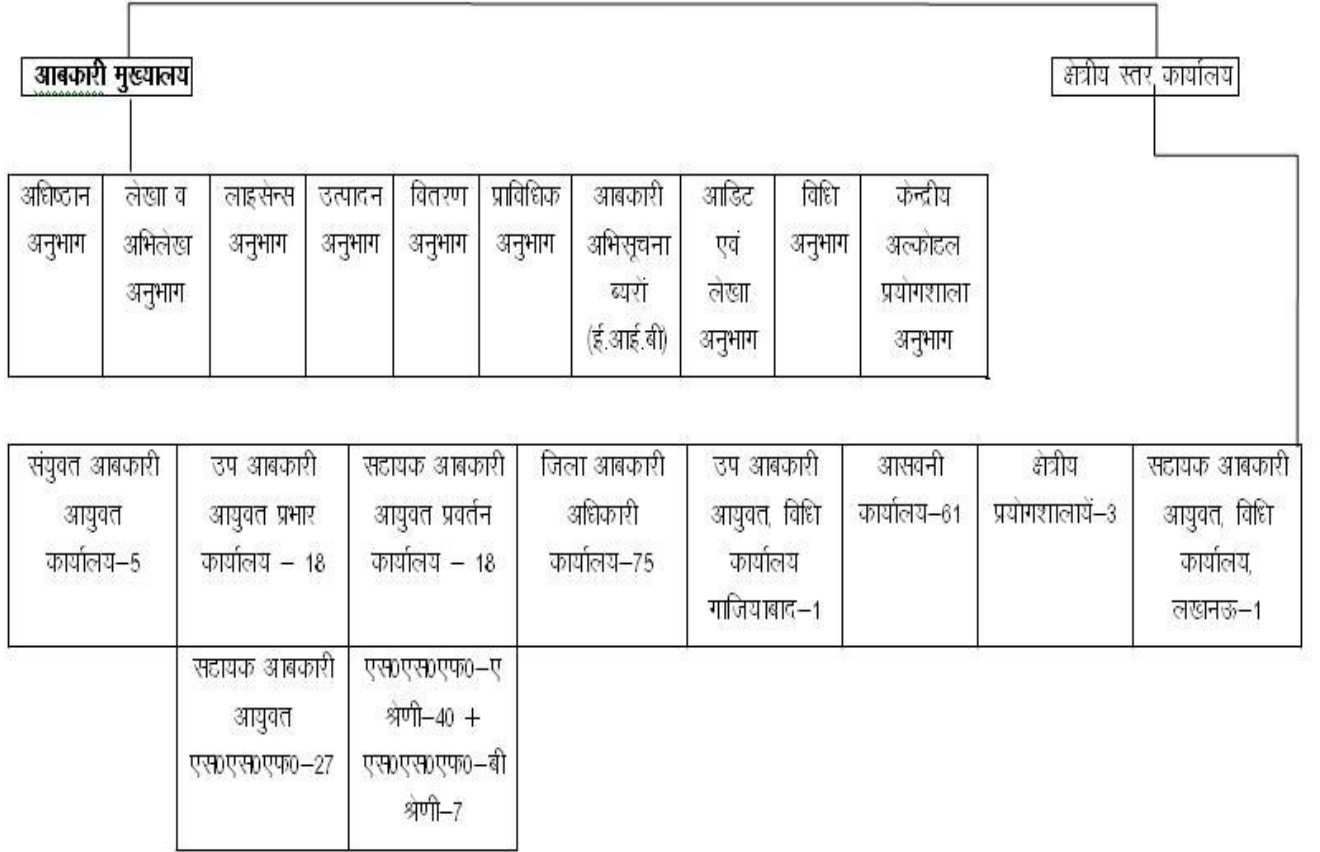 आबकारी मुख्यालय
क्षेत्रीय स्तर कार्यालय
अधिष्ठान
अनुभाग
लेखा व
अभिलेखा
अनुभाग
लाइसेन्स
अनुभाग
उत्पादन
अनुभाग
वितरण
अनुभाग
प्राविधिक
अनुभाग
आबकारी
अभिसूचना
ब्यरों
(ई.आई.बी)
आडिट
एवं
लेखा
अनुभाग
विधि
अनुभाग
केन्द्रीय
अल्कोहल
प्रयोगशाला
अनुभाग
संयुक्त आबकारी
आयुक्त
कार्यालय–5
उप आबकारी
आयुक्त प्रभार
कार्यालय – 18
सहायक आबकारी
आयुक्त प्रवर्तन
कार्यालय – 18
जिला आबकारी
अधिकारी
कार्यालय–75
उप आबकारी
आयुक्त, विधि
कार्यालय
गाजियाबाद–1
आसवनी
कार्यालय–61
क्षेत्रीय
प्रयोगशालायें–3
सहायक आबकारी
आयुक्त, विधि
कार्यालय,
लखनऊ–1
सहायक आबकारी
आयुक्त
एस0एस0एफ0–27
एस0एस0एफ0–ए
श्रेणी–40 +
एस0एस0एफ0–बी
श्रेणी–7